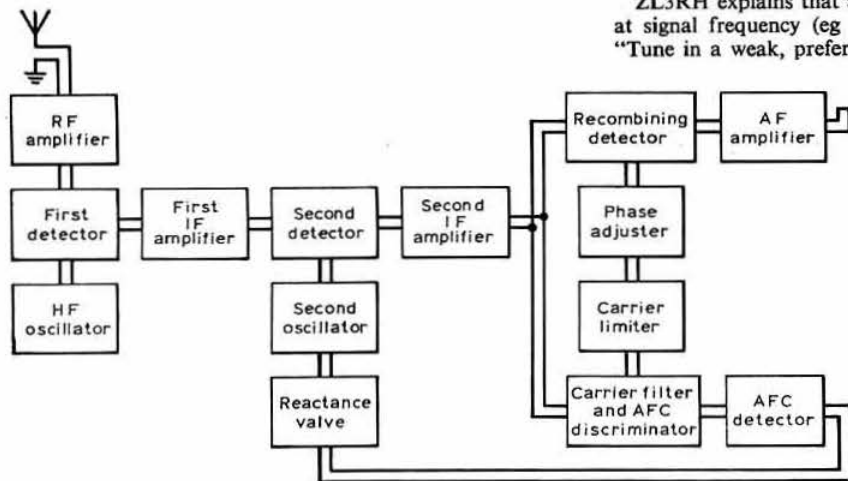 ZL3RH explains that
at signal frequency (eg
“Tune in a weak, prefer
RF
amplifier
Recombining
detector
AF
amplifier
First
detector
First
IF
amplifier
Second
detector
Second
IF
amplifier
Phase
adjuster
HF
oscillator
Second
oscillator
Carrier
limiter
Reactance
valve
Carrier filter
and AFC
discriminator
AFC
detector